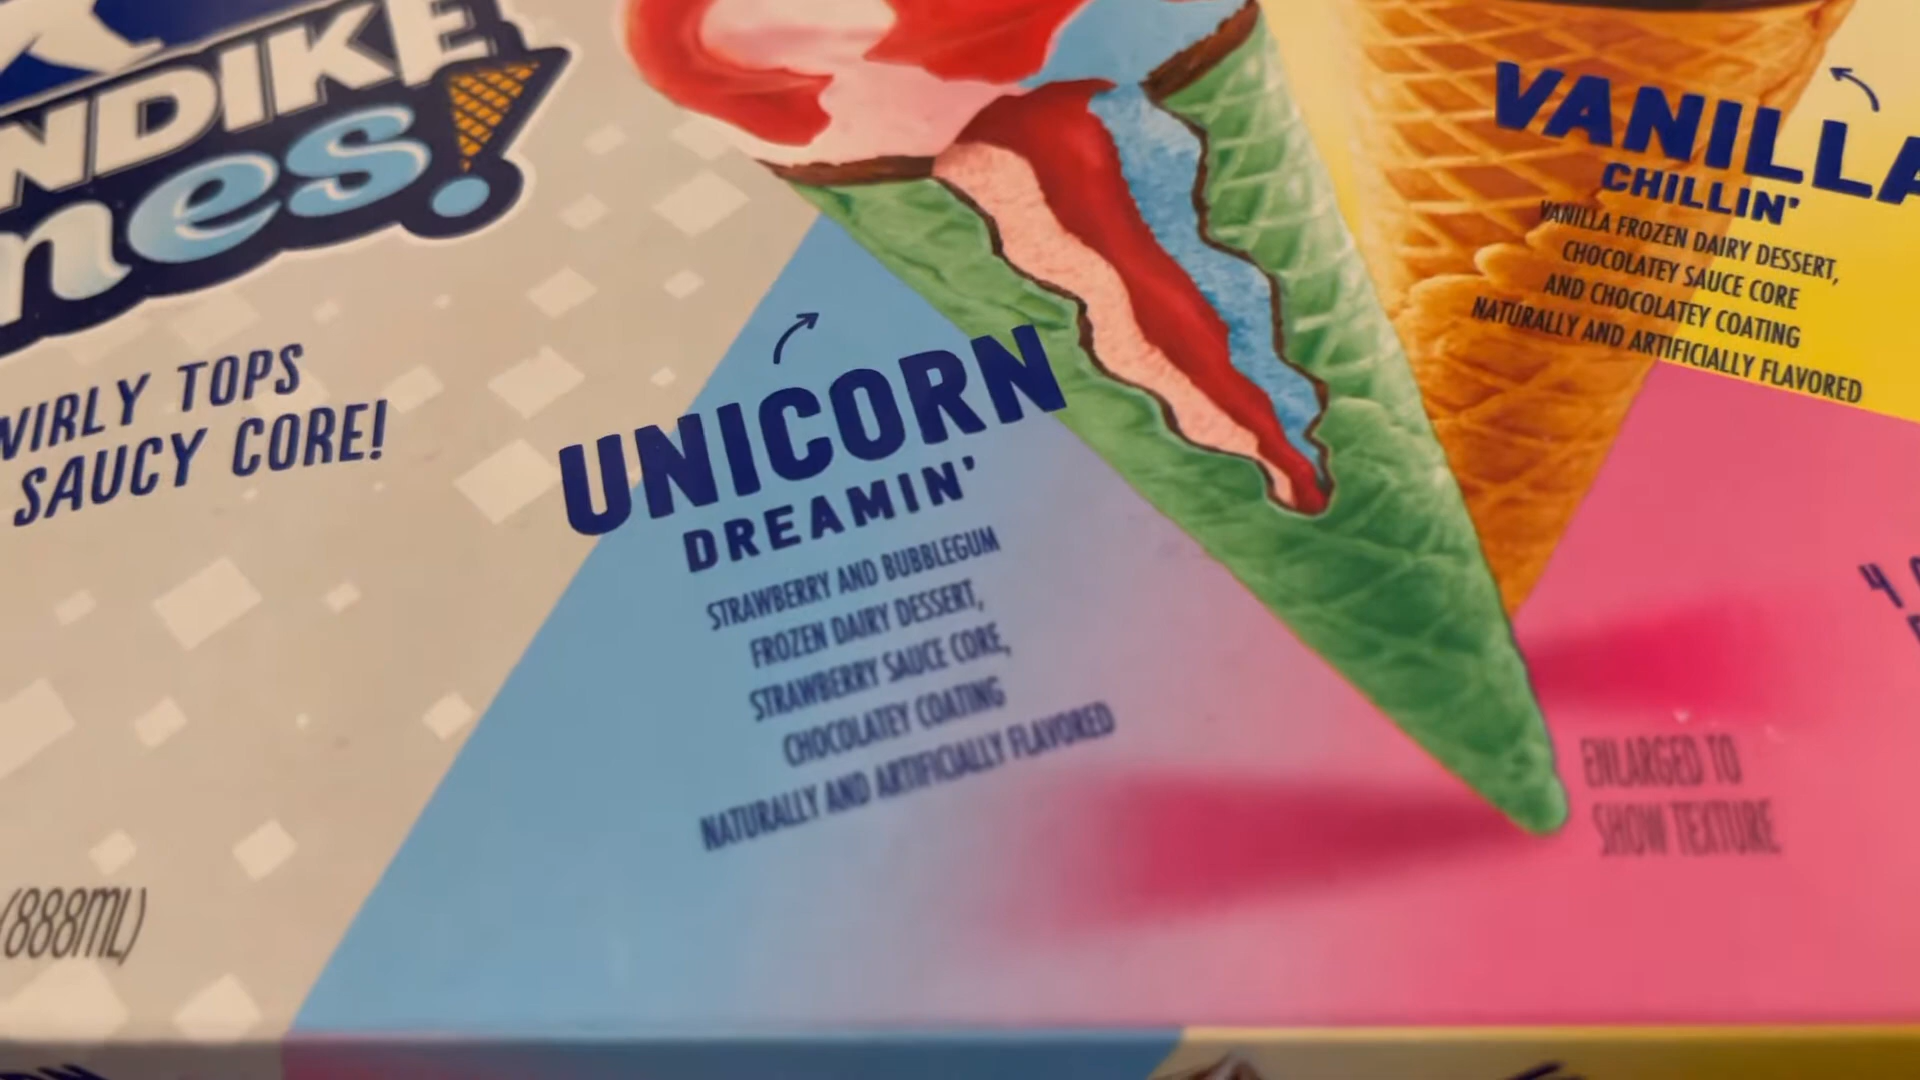 NDIKE
nes.
WIRLY TOPS
SAUCY CORE!
(888ML)
UNICORN
DREAMIN'
STRAWBERRY AND BUBBLEGUM
FROZEN DAIRY DESSERT,
STRAWBERRY SAUCE CORE,
CHOCOLATEY COATING
NATURALLY AND ARTIFICIALLY FLAVORED
VANILLA
CHILLIN'
VANILLA FROZEN DAIRY DESSERT,
CHOCOLATEY SAUCE CORE
AND CHOCOLATEY COATING
NATURALLY AND ARTIFICIALLY FLAVORED
4
ENLARGED TO
SHOW TEXTURE